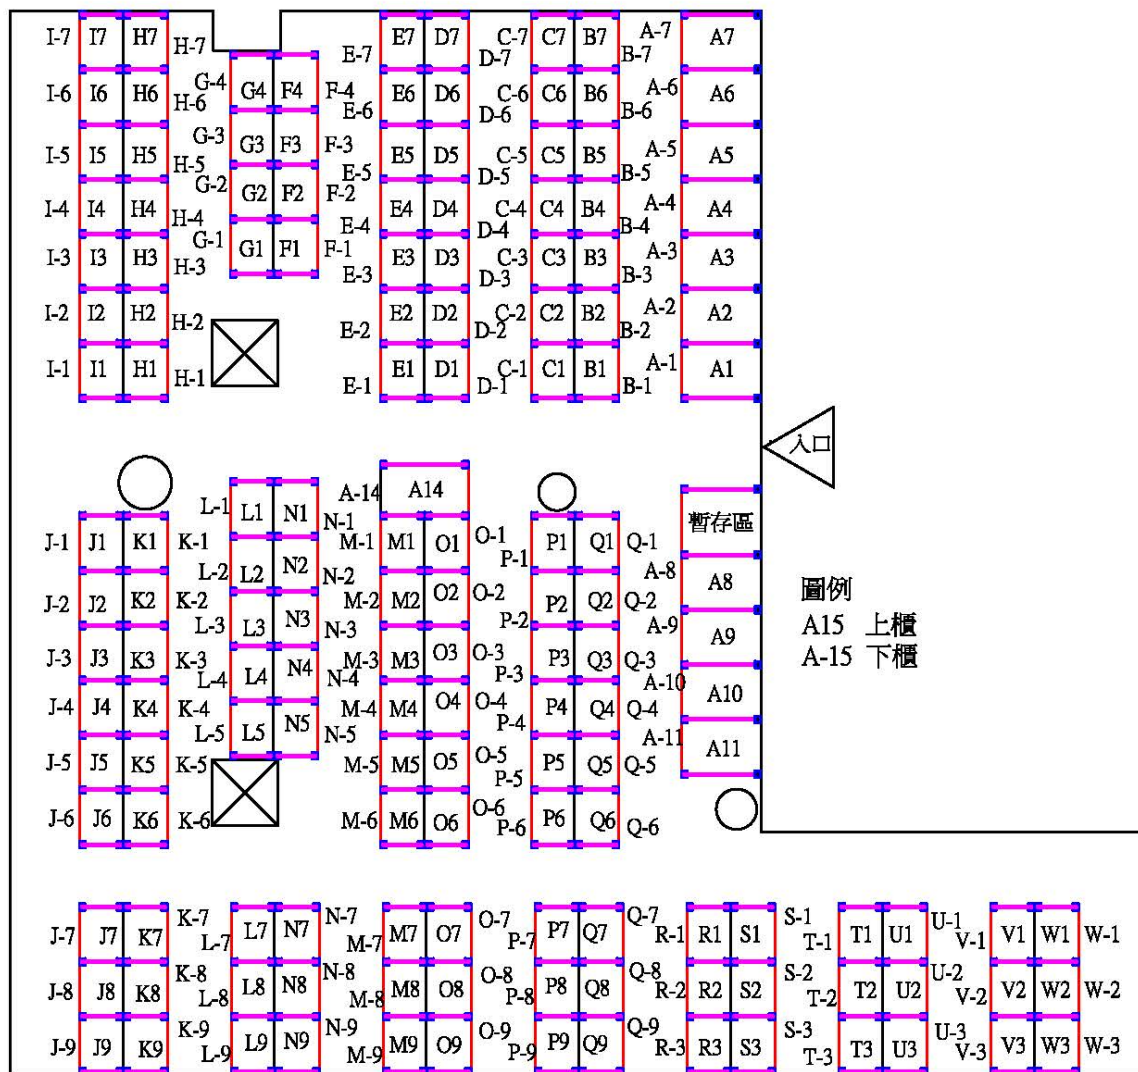 I-7 I7 H7 H-7 E-7 E7 D7 D-7 C-7 C7 B7 B-7 A-7 A7
I-6 I6 H6 H-6 G-4 G4 F4 F-4 E-6 E6 D6 D-6 C-6 C6 B6 B-6 A-6 A6
I-5 I5 H5 H-5 G-3 G3 F3 F-3 E-5 E5 D5 D-5 C-5 C5 B5 B-5 A-5 A5
I-4 I4 H4 H-4 G-2 G2 F2 F-2 E-4 E4 D4 D-4 C-4 C4 B4 B-4 A-4 A4
I-3 I3 H3 H-3 G-1 G1 F1 F-1 E-3 E3 D3 D-3 C-3 C3 B3 B-3 A-3 A3
I-2 I2 H2 H-2 E-2 E2 D2 D-2 C-2 C2 B2 B-2 A-2 A2
I-1 I1 H1 H-1 E-1 E1 D1 D-1 C-1 C1 B1 B-1 A-1 A1
入口
A-14 A14
J-1 J1 K1 K-1 L-1 L1 N1 N-1 M-1 M1 O1 O-1 P-1 P1 Q1 Q-1 暫存區
J-2 J2 K2 K-2 L-2 L2 N2 N-2 M-2 M2 O2 O-2 P-2 P2 Q2 Q-2 A-8 A8
J-3 J3 K3 K-3 L-3 L3 N3 N-3 M-3 M3 O3 O-3 P-3 P3 Q3 Q-3 A-9 A9
J-4 J4 K4 K-4 L-4 L4 N4 N-4 M-4 M4 O4 O-4 P-4 P4 Q4 Q-4 A-10 A10
J-5 J5 K5 K-5 L-5 L5 N5 N-5 M-5 M5 O5 O-5 P-5 P5 Q5 Q-5 A-11 A11
J-6 J6 K6 K-6 M-6 M6 O6 O-6 P-6 P6 Q6 Q-6
圖例
A15 上櫃
A-15 下櫃
J-7 J7 K7 K-7 L-7 L7 N7 N-7 M-7 M7 O7 O-7 P-7 P7 Q7 Q-7 R-1 R1 S1 S-1 T-1 T1 U1 U-1 V-1 V1 W1 W-1
J-8 J8 K8 K-8 L-8 L8 N8 N-8 M-8 M8 O8 O-8 P-8 P8 Q8 Q-8 R-2 R2 S2 S-2 T-2 T2 U2 U-2 V-2 V2 W2 W-2
J-9 J9 K9 K-9 L-9 L9 N9 N-9 M-9 M9 O9 O-9 P-9 P9 Q9 Q-9 R-3 R3 S3 S-3 T-3 T3 U3 U-3 V-3 V3 W3 W-3